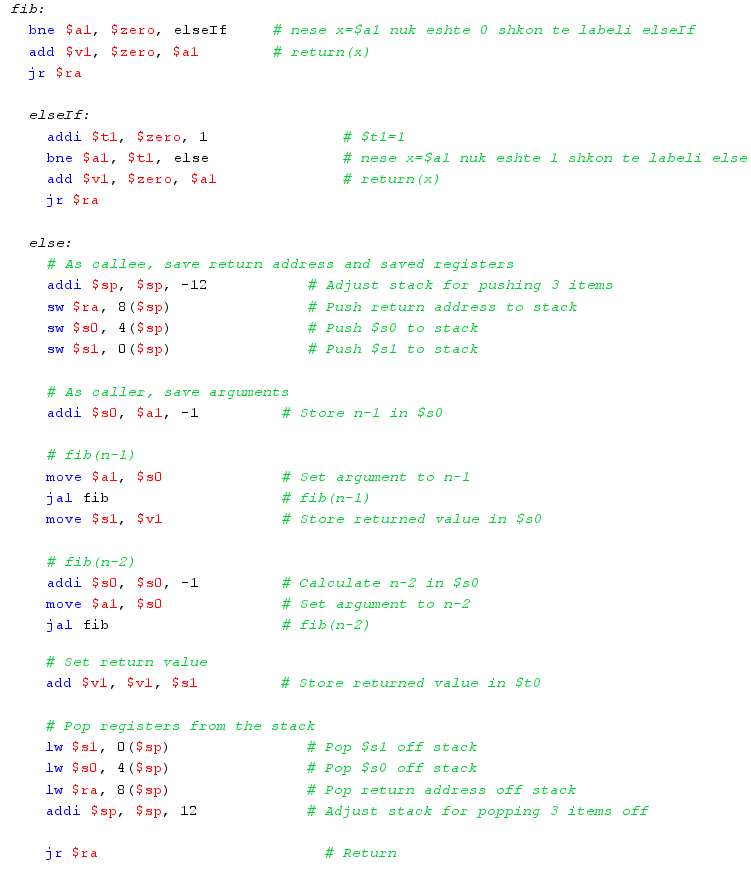 fib:
bne $a1, $zero, elseIf # nese x=$a1 nuk eshte 0 shkon te labeli elseIf
add $v1, $zero, $a1 # return(x)
jr $ra
elseIf:
addi $t1, $zero, 1 # $t1=1
bne $a1, $t1, else # nese x=$a1 nuk eshte 1 shkon te labeli else
add $v1, $zero, $a1 # return(x)
jr $ra
else:
# As callee, save return address and saved registers
addi $sp, $sp, -12 # Adjust stack for pushing 3 items
sw $ra, 8($sp) # Push return address to stack
sw $s0, 4($sp) # Push $s0 to stack
sw $s1, 0($sp) # Push $s1 to stack
# As caller, save arguments
addi $s0, $a1, -1 # Store n-1 in $s0
# fib(n-1)
move $a1, $s0 # Set argument to n-1
jal fib # fib(n-1)
move $s1, $v1 # Store returned value in $s0
# fib(n-2)
addi $s0, $s0, -1 # Calculate n-2 in $s0
move $a1, $s0 # Set argument to n-2
jal fib # fib(n-2)
# Set return value
add $v1, $v1, $s1 # Store returned value in $t0
# Pop registers from the stack
lw $s1, 0($sp) # Pop $s1 off stack
lw $s0, 4($sp) # Pop $s0 off stack
lw $ra, 8($sp) # Pop return address off stack
addi $sp, $sp, 12 # Adjust stack for popping 3 items off
jr $ra # Return